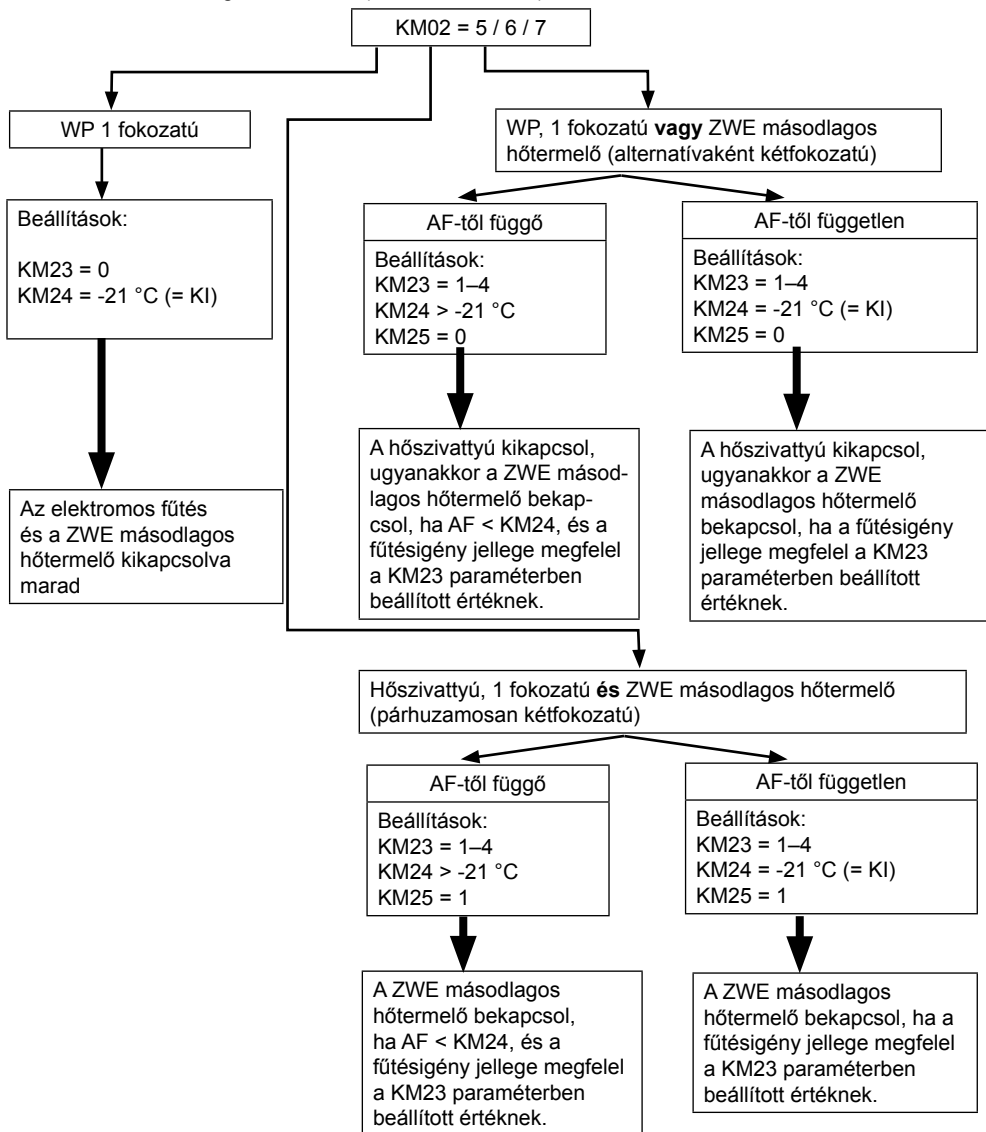 KM02 = 5 / 6 / 7
WP 1 fokozatú
Beállítások:
KM23 = 0
KM24 = -21 °C (= KI)
Az elektromos fűtés
és a ZWE másodlagos
hőtermelő kikapcsolva
marad
WP, 1 fokozatú vagy ZWE másodlagos
hőtermelő (alternatívaként kétfokozatú)
AF-től függő
Beállítások:
KM23 = 1–4
KM24 > -21 °C
KM25 = 0
A hőszivattyú kikapcsol,
ugyanakkor a ZWE másod-
lagos hőtermelő bekap-
csol, ha AF < KM24, és a
fűtésigény jellege megfelel
a KM23 paraméterben
beállított értéknek.
AF-től független
Beállítások:
KM23 = 1–4
KM24 = -21 °C (= KI)
KM25 = 0
A hőszivattyú kikapcsol,
ugyanakkor a ZWE
másodlagos hőtermelő
bekapcsol, ha a fűtésigény
jellege megfelel a KM23
paraméterben beállított
értéknek.
Hőszivattyú, 1 fokozatú és ZWE másodlagos hőtermelő
(párhuzamosan kétfokozatú)
AF-től függő
Beállítások:
KM23 = 1–4
KM24 > -21 °C
KM25 = 1
A ZWE másodlagos
hőtermelő bekapcsol,
ha AF < KM24, és a
fűtésigény jellege megfelel
a KM23 paraméterben
beállított értéknek.
AF-től független
Beállítások:
KM23 = 1–4
KM24 = -21 °C (= KI)
KM25 = 1
A ZWE másodlagos
hőtermelő bekapcsol, ha a
fűtésigény jellege megfelel
a KM23 paraméterben
beállított értéknek.